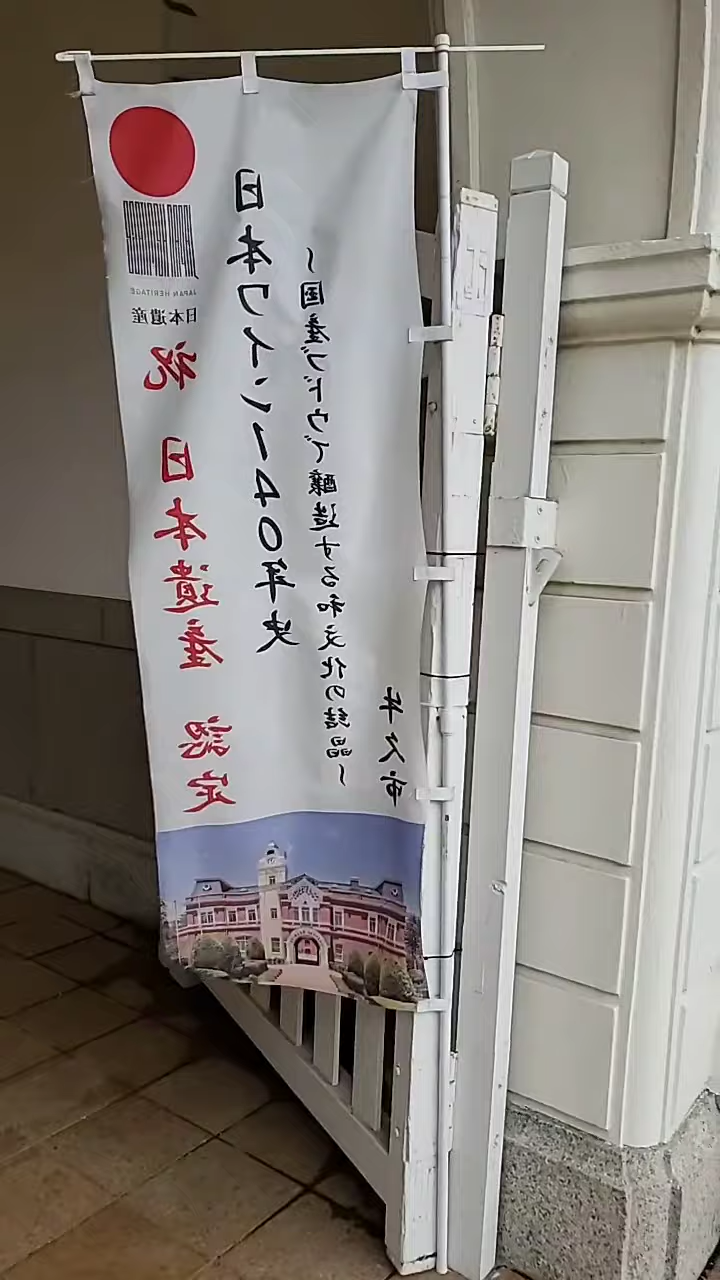 JAPAN HERITAGE
日本遺産
祝 日本遺産 認定
日本ワイン140年史
~国産ブドウで醸造する和文化の結晶~
牛久市